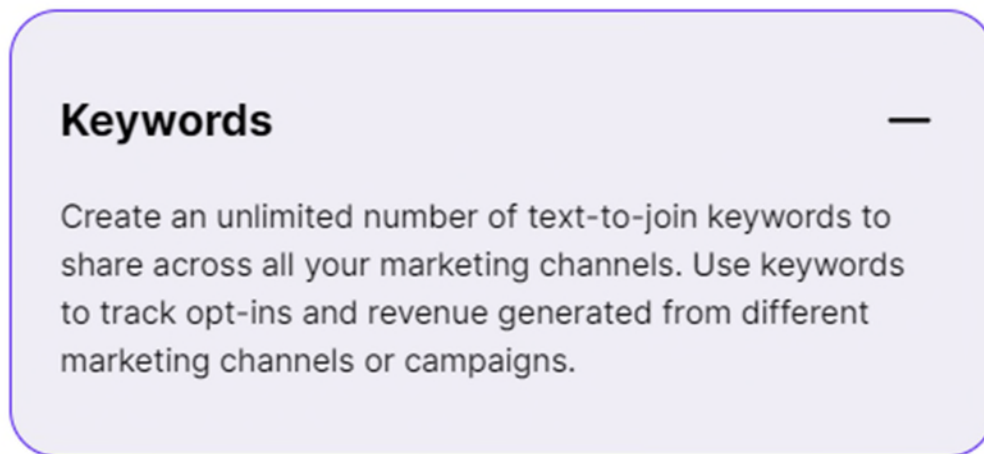 Keywords
Create an unlimited number of text-to-join keywords to
share across all your marketing channels. Use keywords
to track opt-ins and revenue generated from different
marketing channels or campaigns.